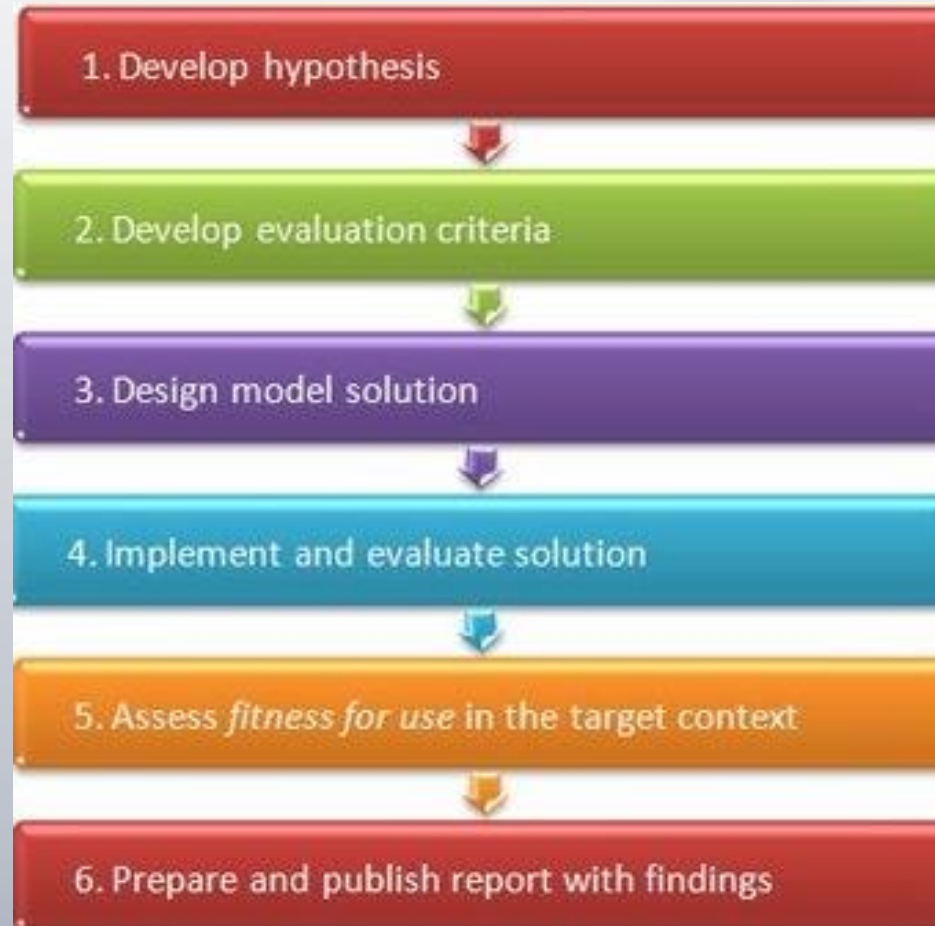 1. Develop hypothesis
2. Develop evaluation criteria
3. Design model solution
4. Implement and evaluate solution
5. Assess fitness for use in the target context
6. Prepare and publish report with findings